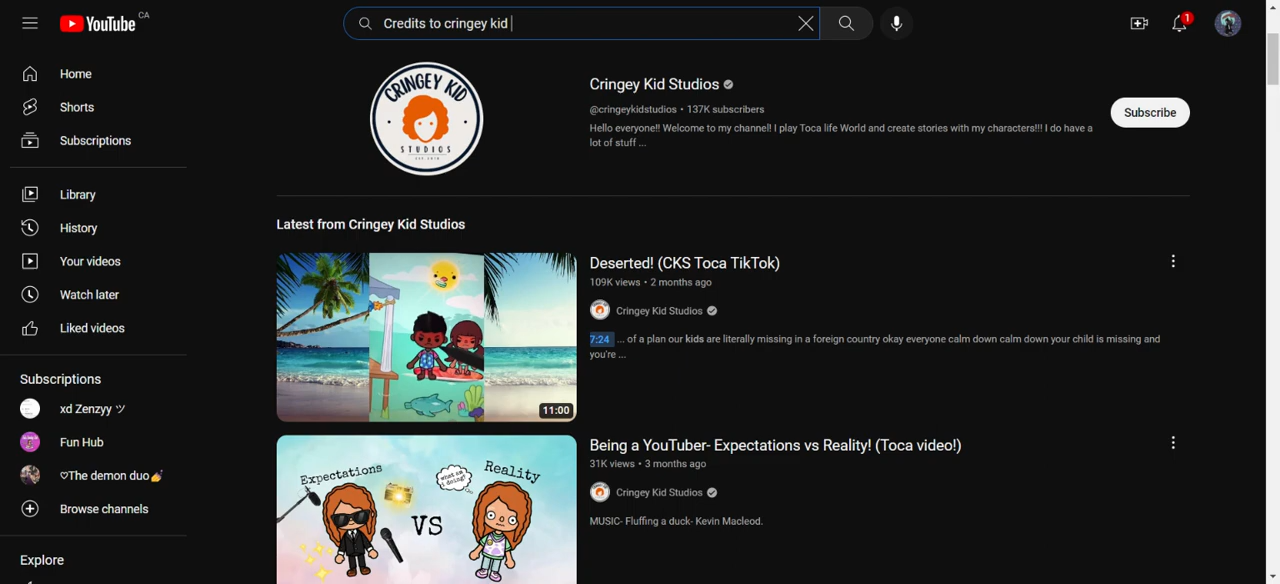 YouTube CA
Credits to cringey kid
1
Home
Shorts
Subscriptions
Library
History
Your videos
Watch later
Liked videos
Subscriptions
xd Zenzyy ツ
Fun Hub
♡The demon duo💅
Browse channels
Explore
CRINGEY KID
STUDIOS
Cringey Kid Studios
@cringeykidstudios • 137K subscribers
Hello everyone!! Welcome to my channel! I play Toca life World and create stories with my characters!!! I do have a
lot of stuff ...
Subscribe
Latest from Cringey Kid Studios
11:00
Deserted! (CKS Toca TikTok)
109K views • 2 months ago
Cringey Kid Studios
7:24 ... of a plan our kids are literally missing in a foreign country okay everyone calm down calm down your child is missing and
you're ...
Expectations
VS
what am I doing?
Reality
Being a YouTuber- Expectations vs Reality! (Toca video!)
31K views • 3 months ago
Cringey Kid Studios
MUSIC- Fluffing a duck- Kevin Macleod.